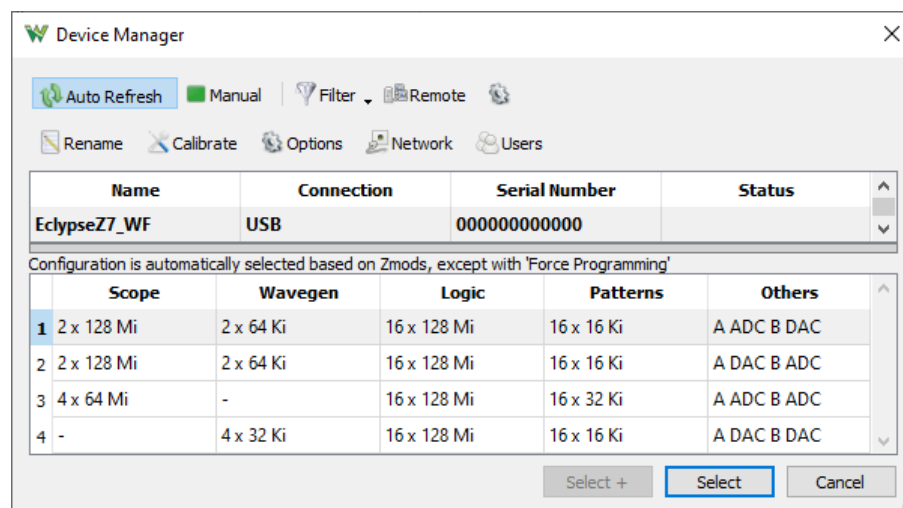 Device Manager
Auto Refresh Manual Filter Remote
Rename Calibrate Options Network Users
Name Connection Serial Number Status
EclypseZ7_WF USB 000000000000
Configuration is automatically selected based on Zmods, except with 'Force Programming'
Scope Wavegen Logic Patterns Others
1 2 x 128 Mi 2 x 64 Ki 16 x 128 Mi 16 x 16 Ki A ADC B DAC
2 2 x 128 Mi 2 x 64 Ki 16 x 128 Mi 16 x 16 Ki A DAC B ADC
3 4 x 64 Mi - 16 x 128 Mi 16 x 32 Ki A ADC B ADC
4 - 4 x 32 Ki 16 x 128 Mi 16 x 16 Ki A DAC B DAC
Select + Select Cancel